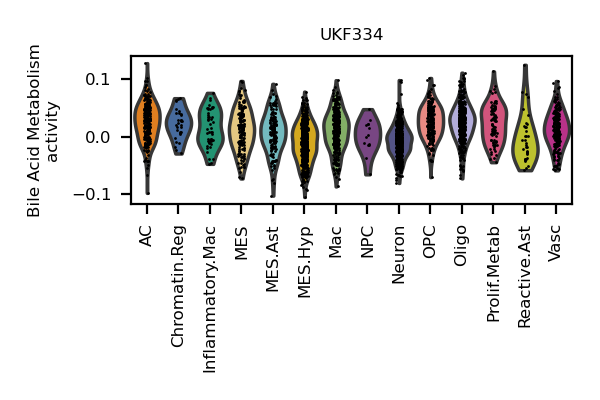 UKF334
Bile Acid Metabolism
activity
0.1
0.0
−0.1
AC
Chromatin.Reg
Inflammatory.Mac
MES
MES.Ast
MES.Hyp
Mac
NPC
Neuron
OPC
Oligo
Prolif.Metab
Reactive.Ast
Vasc